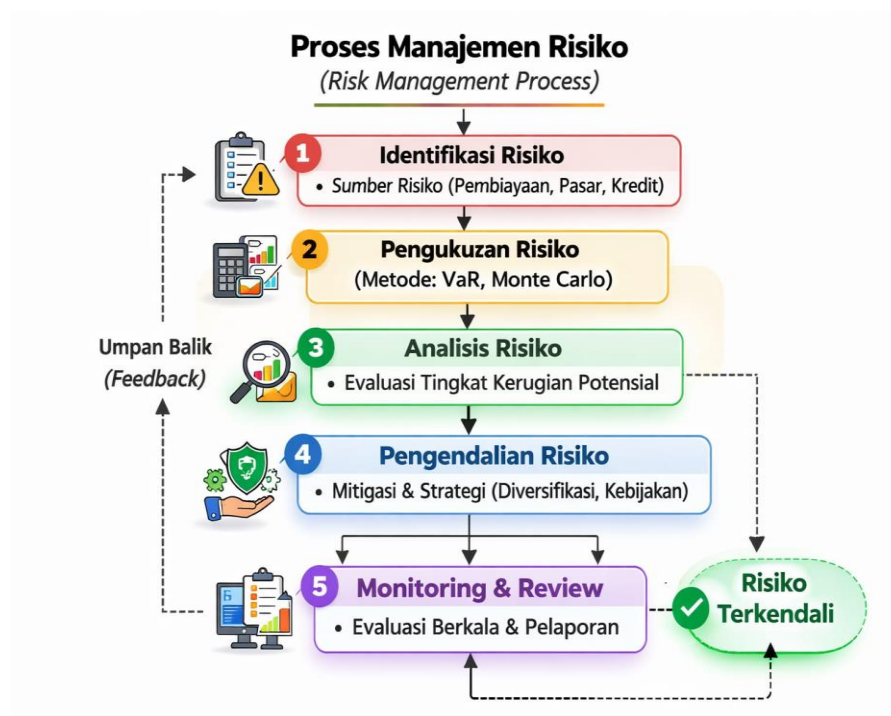 Proses Manajemen Risiko
(Risk Management Process)
1
Identifikasi Risiko
• Sumber Risiko (Pembiayaan, Pasar, Kredit)
2
Pengukuzan Risiko
(Metode: VaR, Monte Carlo)
3
Analisis Risiko
• Evaluasi Tingkat Kerugian Potensial
Umpan Balik
(Feedback)
4
Pengendalian Risiko
• Mitigasi & Strategi (Diversifikasi, Kebijakan)
5
Monitoring & Review
• Evaluasi Berkala & Pelaporan
Risiko
Terkendali